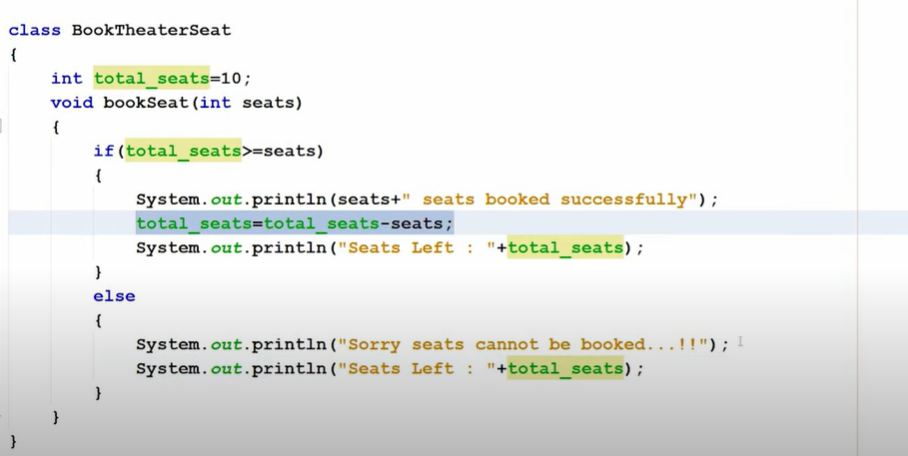 class BookTheaterSeat
{
int total_seats=10;
void bookSeat(int seats)
{
if(total_seats>=seats)
{
System.out.println(seats+" seats booked successfully");
total_seats=total_seats-seats;
System.out.println("Seats Left : "+total_seats);
}
else
{
System.out.println("Sorry seats cannot be booked...!!");
System.out.println("Seats Left : "+total_seats);
}
}
}